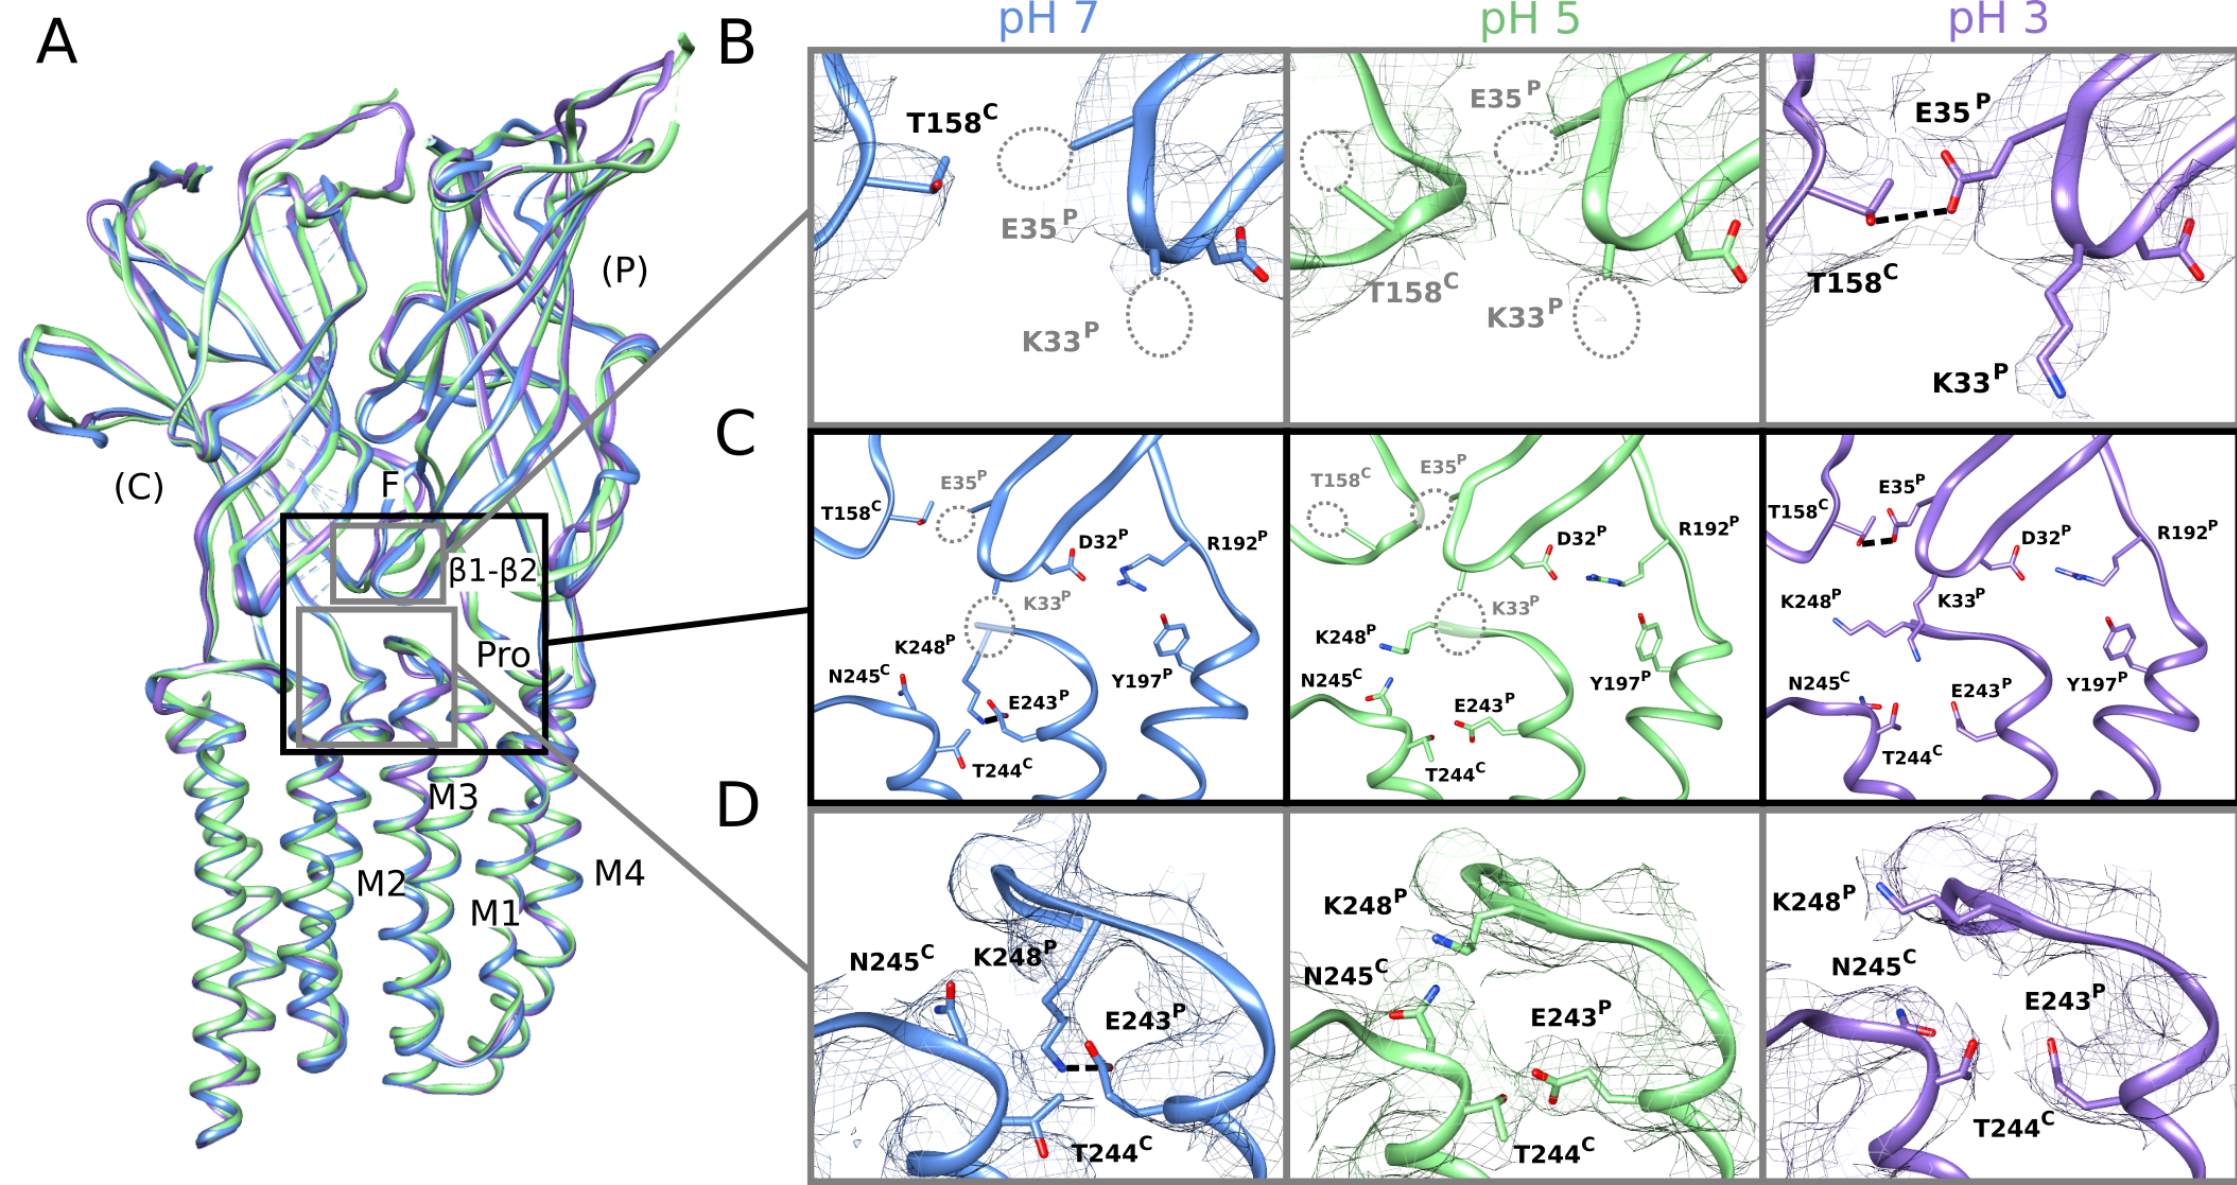 A
(P)
(C)
F
β1-β2
Pro
M3
M2
M4
M1
B
pH 7
pH 5
pH 3
T158ᶜ
E35ᴾ
K33ᴾ
E35ᴾ
T158ᶜ
K33ᴾ
E35ᴾ
T158ᶜ
K33ᴾ
C
E35ᴾ
T158ᶜ
D32ᴾ
R192ᴾ
K33ᴾ
K248ᴾ
N245ᶜ
Y197ᴾ
E243ᴾ
T244ᶜ
E35ᴾ
T158ᶜ
R192ᴾ
D32ᴾ
K33ᴾ
K248ᴾ
N245ᶜ
Y197ᴾ
E243ᴾ
T244ᶜ
E35ᴾ
T158ᶜ
D32ᴾ
R192ᴾ
K248ᴾ
K33ᴾ
N245ᶜ
E243ᴾ
Y197ᴾ
T244ᶜ
D
N245ᶜ
K248ᴾ
E243ᴾ
T244ᶜ
K248ᴾ
N245ᶜ
E243ᴾ
T244ᶜ
K248ᴾ
N245ᶜ
E243ᴾ
T244ᶜ